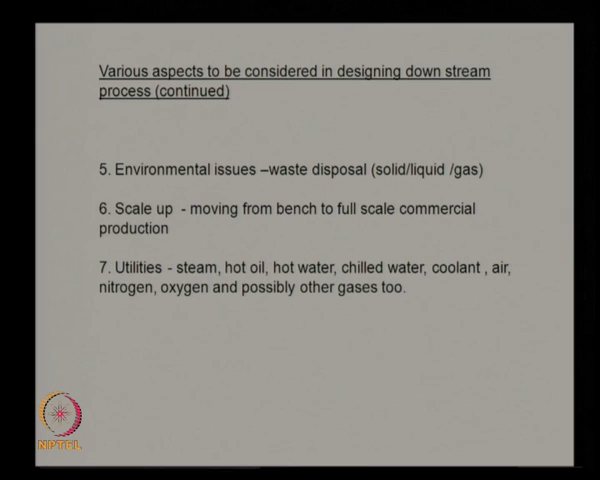 Various aspects to be considered in designing down stream
process (continued)
5. Environmental issues –waste disposal (solid/liquid /gas)
6. Scale up - moving from bench to full scale commercial
production
7. Utilities - steam, hot oil, hot water, chilled water, coolant , air,
nitrogen, oxygen and possibly other gases too.
NPTEL